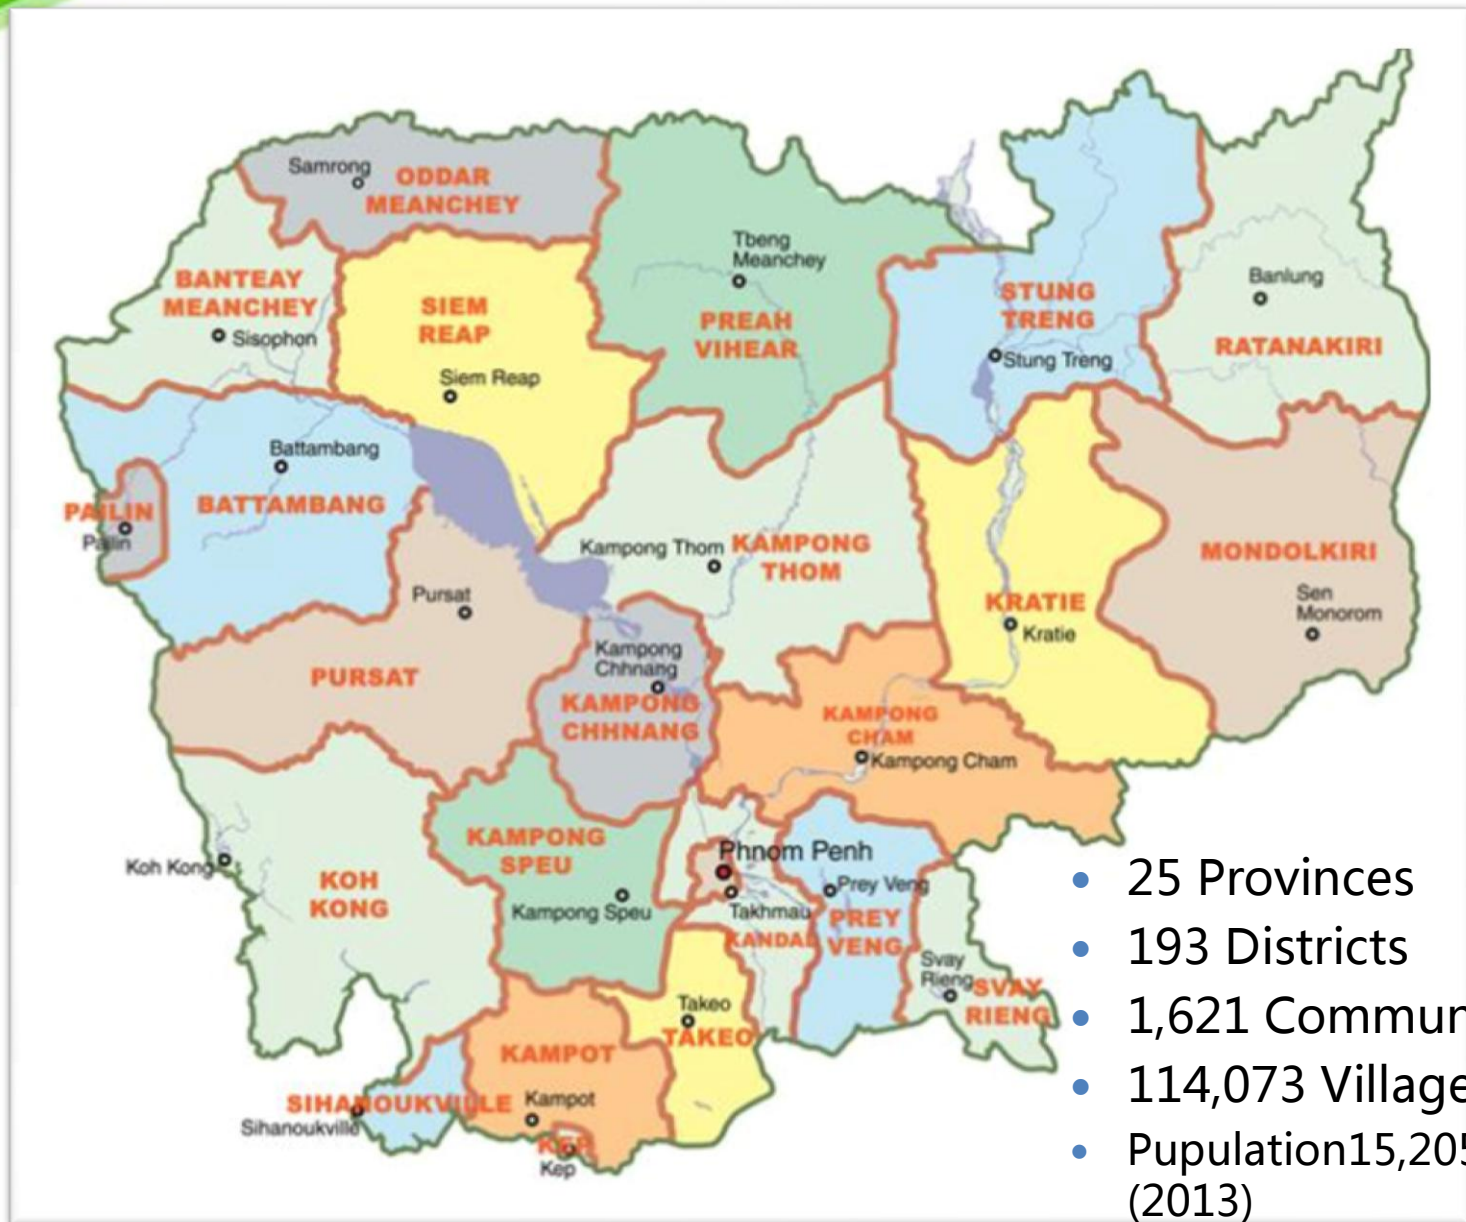 Samrong
ODDAR
MEANCHEY
BANTEAY
MEANCHEY
Sisophon
SIEM
REAP
Siem Reap
Tbeng
Meanchey
PREAH
VIHEAR
STUNG
TRENG
Stung Treng
Banlung
RATANAKIRI
Battambang
BATTAMBANG
PAILIN
Pailin
Pursat
PURSAT
Kampong Thom
KAMPONG
THOM
KRATIE
Kratie
MONDOLKIRI
Sen
Monorom
Kampong
Chhnang
KAMPONG
CHHNANG
KAMPONG
CHAM
Kampong Cham
Koh Kong
KOH
KONG
KAMPONG
SPEU
Kampong Speu
Phnom Penh
Takhmau
KANDAL
Prey Veng
PREY
VENG
Svay
Rieng
SVAY
RIENG
Takeo
TAKEO
KAMPOT
Kampot
SIHANOUKVILLE
Sihanoukville
KEP
Kep
• 25 Provinces
• 193 Districts
• 1,621 Commun
• 114,073 Village
• Pupulation15,205
(2013)